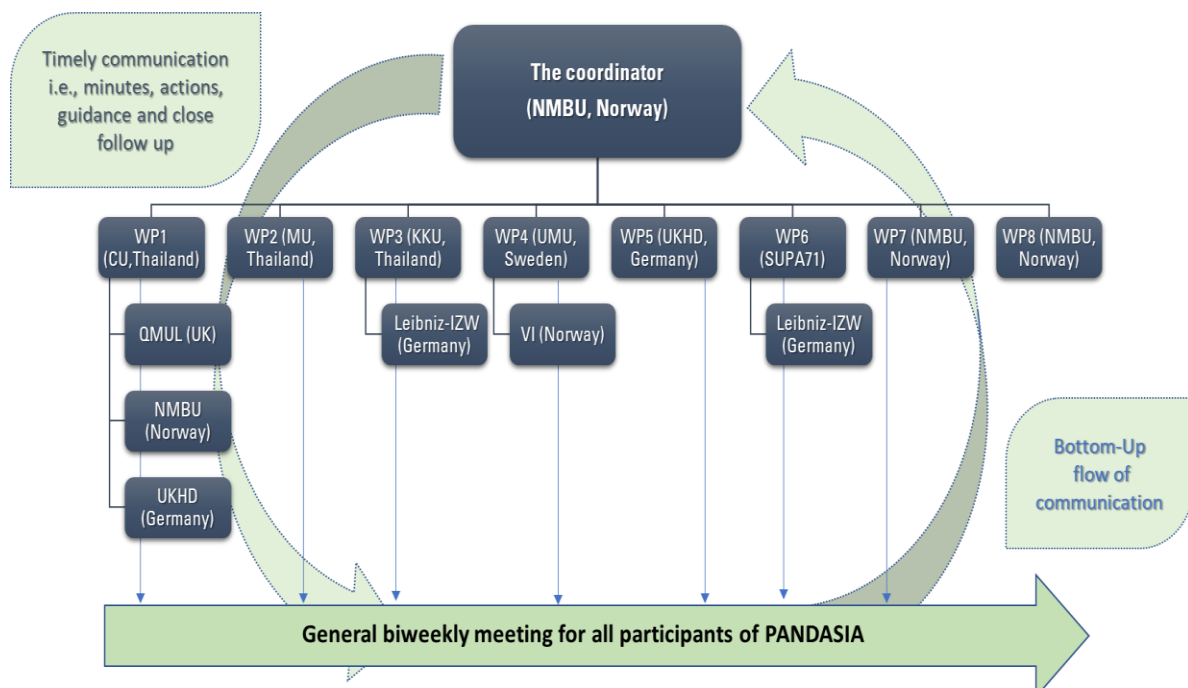 Timely communication
i.e., minutes, actions,
guidance and close
follow up
The coordinator
(NMBU, Norway)
WP1
(CU,Thailand)
WP2 (MU,
Thailand)
WP3 (KKU,
Thailand)
WP4 (UMU,
Sweden)
WP5 (UKHD,
Germany)
WP6
(SUPA71)
WP7 (NMBU,
Norway)
WP8 (NMBU,
Norway)
QMUL (UK)
NMBU
(Norway)
UKHD
(Germany)
Leibniz-IZW
(Germany)
VI (Norway)
Leibniz-IZW
(Germany)
Bottom-Up
flow of
communication
General biweekly meeting for all participants of PANDASIA